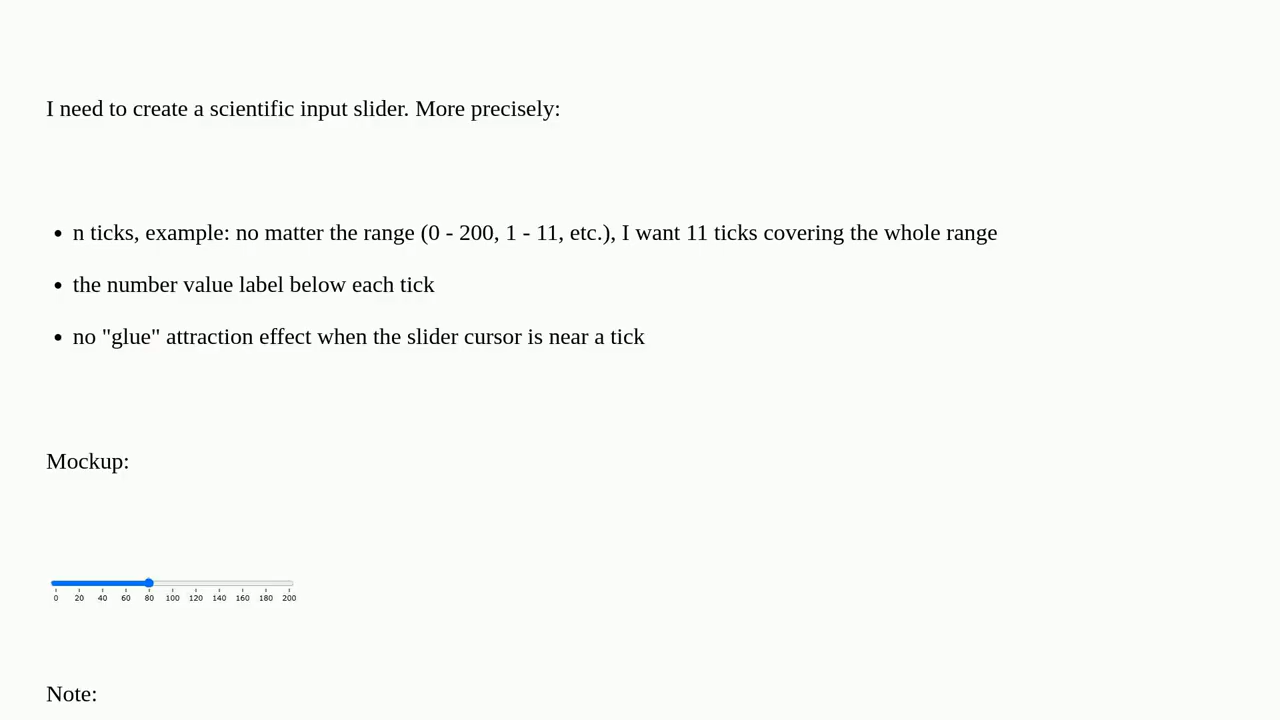 I need to create a scientific input slider. More precisely:
• n ticks, example: no matter the range (0 - 200, 1 - 11, etc.), I want 11 ticks covering the whole range
• the number value label below each tick
• no "glue" attraction effect when the slider cursor is near a tick
Mockup:
0 20 40 60 80 100 120 140 160 180 200
Note: